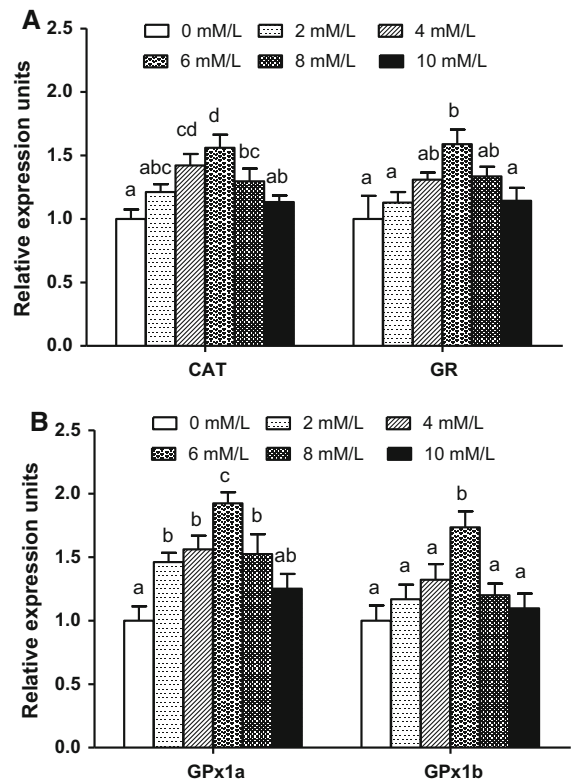 A
0 mM/L 2 mM/L 4 mM/L
6 mM/L 8 mM/L 10 mM/L
Relative expression units
2.5
2.0
1.5
1.0
0.5
0.0
a abc cd d bc ab
a a ab b ab a
CAT GR
B
0 mM/L 2 mM/L 4 mM/L
6 mM/L 8 mM/L 10 mM/L
Relative expression units
2.5
2.0
1.5
1.0
0.5
0.0
a b b c b ab
a a a b a a
GPx1a GPx1b